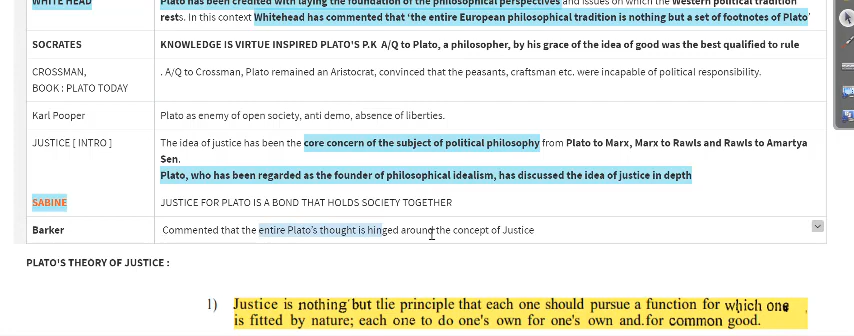 WHITE HEAD
Plato has been credited with laying the foundation of the philosophical perspectives and issues on which the Western political tradition
rests. In this context Whitehead has commented that 'the entire European philosophical tradition is nothing but a set of footnotes of Plato'
SOCRATES
KNOWLEDGE IS VIRTUE INSPIRED PLATO'S P.K A/Q to Plato, a philosopher, by his grace of the idea of good was the best qualified to rule
CROSSMAN,
BOOK : PLATO TODAY
. A/Q to Crossman, Plato remained an Aristocrat, convinced that the peasants, craftsman etc. were incapable of political responsibility.
Karl Pooper
Plato as enemy of open society, anti demo, absence of liberties.
JUSTICE [ INTRO ]
The idea of justice has been the core concern of the subject of political philosophy from Plato to Marx, Marx to Rawls and Rawls to Amartya
Sen.
Plato, who has been regarded as the founder of philosophical idealism, has discussed the idea of justice in depth
SABINE
JUSTICE FOR PLATO IS A BOND THAT HOLDS SOCIETY TOGETHER
Barker
Commented that the entire Plato's thought is hinged around the concept of Justice
PLATO'S THEORY OF JUSTICE :
1) Justice is nothing but the principle that each one should pursue a function for which one
is fitted by nature; each one to do one's own for one's own and.for common good.